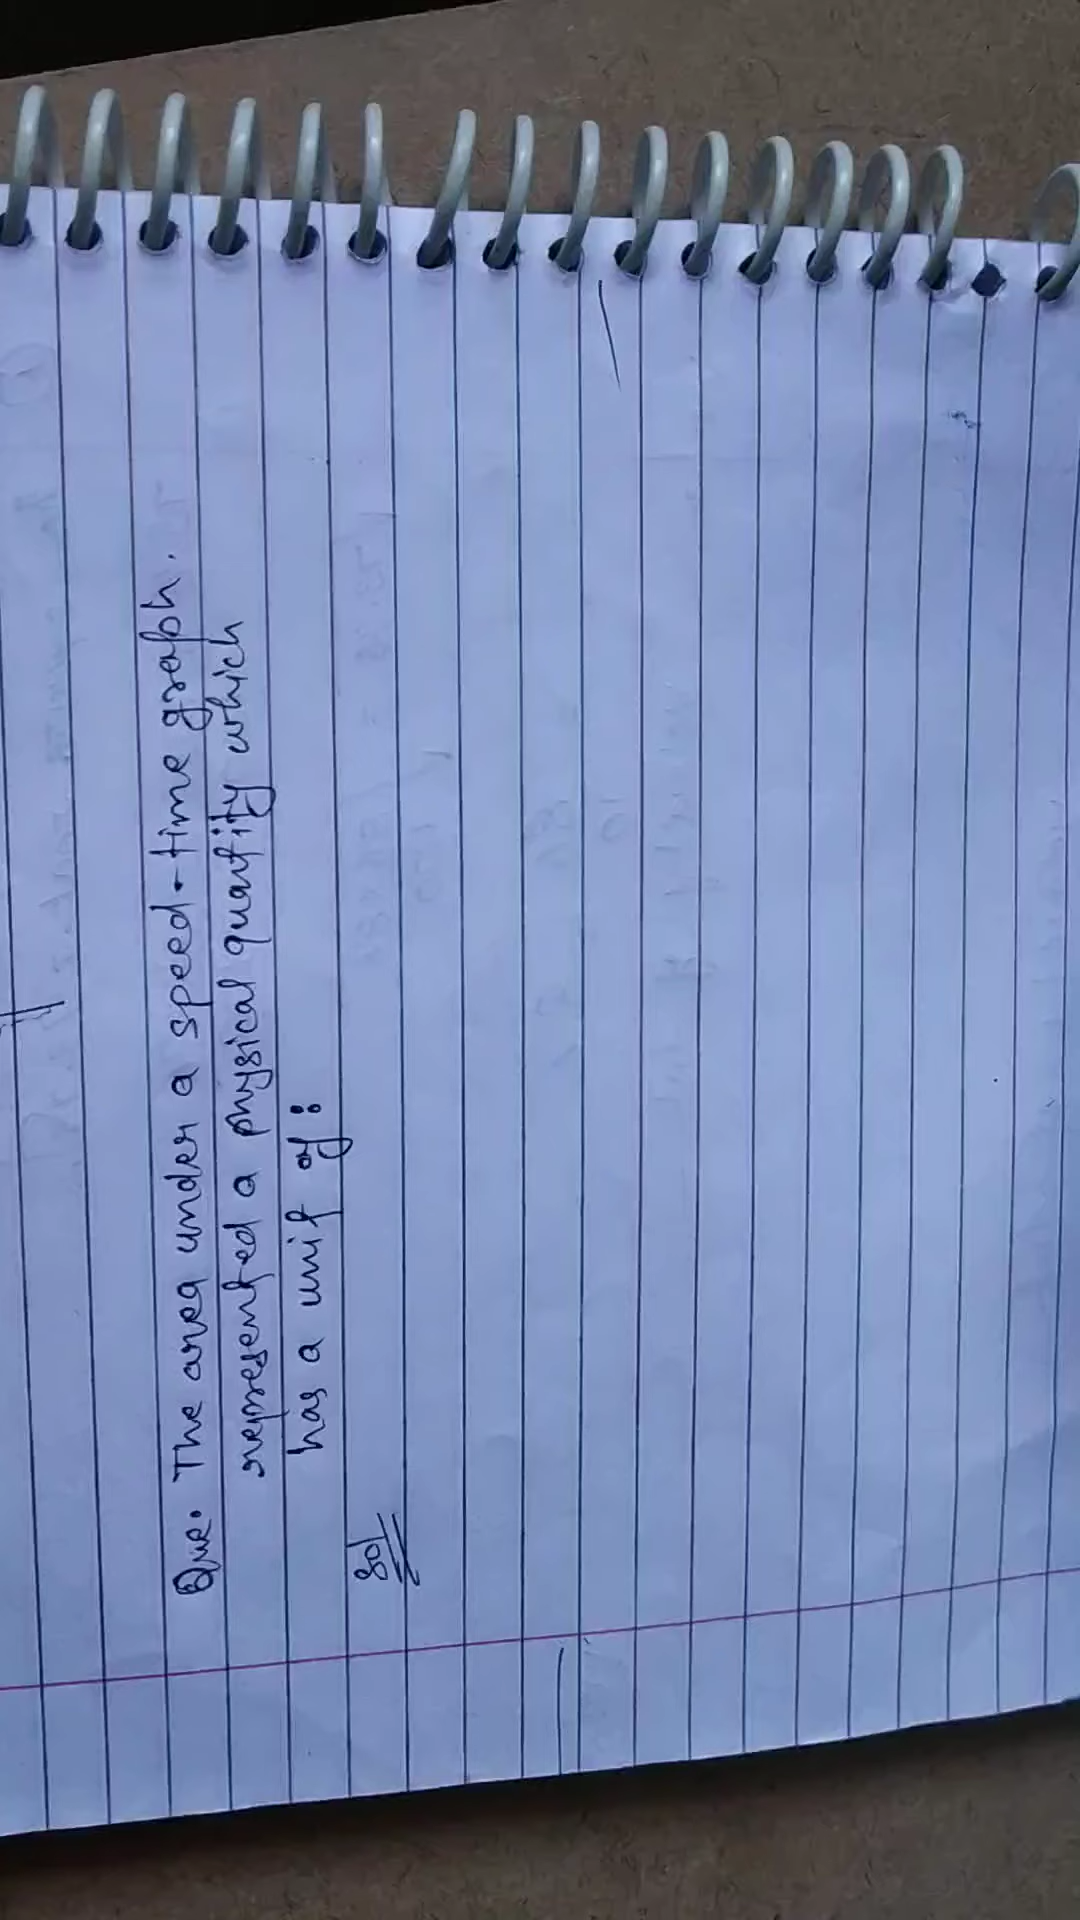 Que. The area under a speed-time graph.
represented a physical quantity which
has a unit of :
Sol